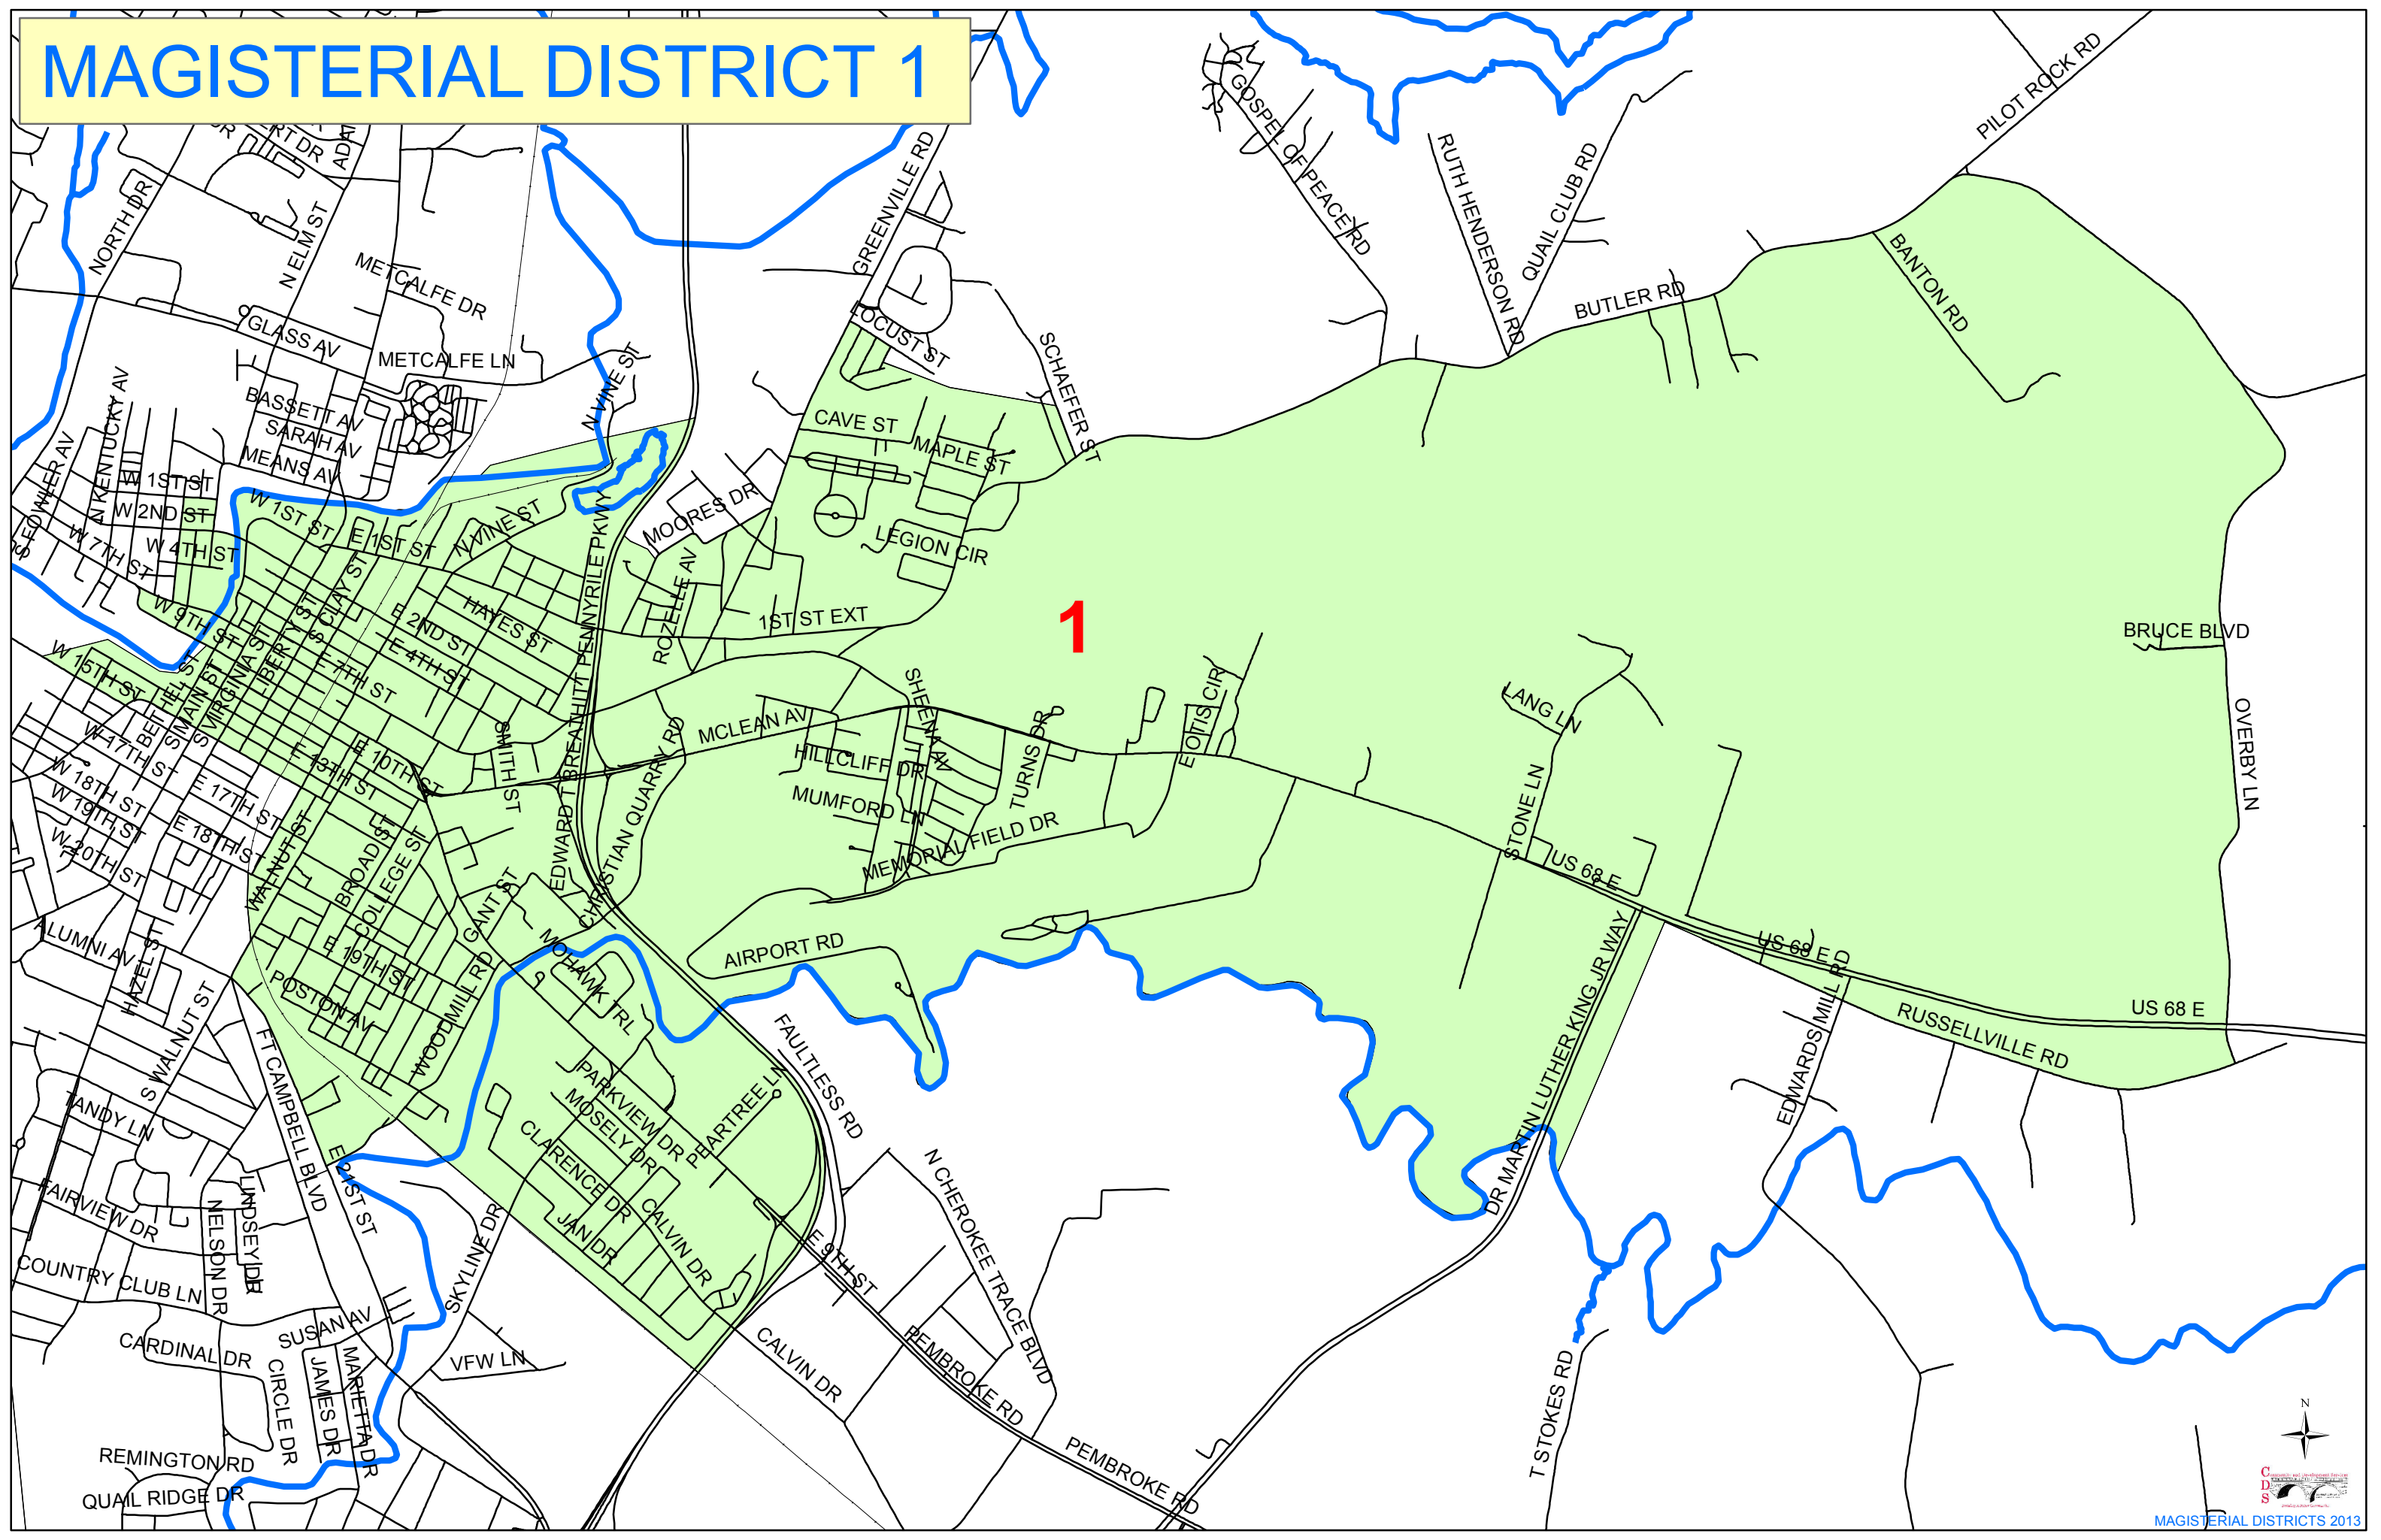 MAGISTERIAL DISTRICT 1
PILOT ROCK RD
GOSPEL OF PEACE RD
RUTH HENDERSON RD
QUAIL CLUB RD
GREENVILLE RD
NORTH DR
N ELM ST
METCALFE DR
BUTLER RD
BANTON RD
GLASS AV
METCALFE LN
LOCUST ST
SCHAEFER ST
N VINE ST
N KENTUCKY AV
BASSETT AV
SARAH AV
MEANS AV
CAVE ST
MAPLE ST
S FOWLER AV
W 1ST ST
W 2ND ST
W 1ST ST
E 1ST ST
N VINE ST
MOORES DR
W 7TH ST
W 4TH ST
LEGION CIR
S CLAY ST
HAYES ST
E 2ND ST
E 4TH ST
EDWARD T BREATHITT PENNYRILE PKWY
ROZELLE AV
1ST ST EXT
1
W 9TH ST
BRUCE BLVD
W 15TH ST
BETHEL ST
S MAIN ST
S VIRGINIA ST
LIBERTY ST
E 7TH ST
SMITH ST
MCLEAN AV
SHEENA AV
TURNS DR
EOTIS CIR
LANG LN
OVERBY LN
W 17TH ST
W 18TH ST
W 19TH ST
W 20TH ST
E 17TH ST
E 18TH ST
E 13TH ST
E 10TH ST
CHRISTIAN QUARRY RD
HILLCLIFF DR
MUMFORD LN
MEMORIAL FIELD DR
STONE LN
US 68 E
WALNUT ST
BROAD ST
COLLEGE ST
GANT ST
ALUMNI AV
HAZEL ST
E 19TH ST
MOHAWK TRL
AIRPORT RD
DR MARTIN LUTHER KING JR WAY
US 68 E
US 68 E
RUSSELLVILLE RD
POSTON AV
WOODMILL RD
S WALNUT ST
FT CAMPBELL BLVD
FAULTLESS RD
EDWARDS MILL RD
TANDY LN
PARKVIEW DR
MOSELY DR
PEARTREE LN
CLARENCE DR
E 21ST ST
FAIRVIEW DR
NELSON DR
LINDSEY DR
SKYLINE DR
JAN DR
CALVIN DR
N CHEROKEE TRACE BLVD
E 9TH ST
COUNTRY CLUB LN
SUSAN AV
CARDINAL DR
CIRCLE DR
JAMES DR
MARIETTA DR
VFW LN
CALVIN DR
PEMBROKE RD
T STOKES RD
REMINGTON RD
QUAIL RIDGE DR
PEMBROKE RD
N
C
D
S
MAGISTERIAL DISTRICTS 2013